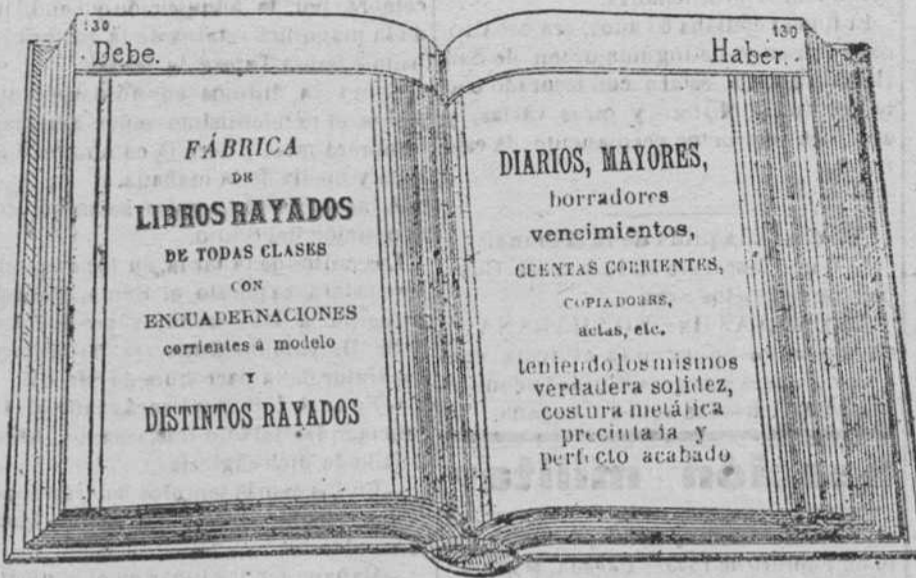 130
Debe.
FÁBRICA
DE
LIBROS RAYADOS
DE TODAS CLASES
CON
ENCUADERNACIONES
corrientes á modelo
Y
DISTINTOS RAYADOS
130
Haber.
DIARIOS, MAYORES,
borradores
vencimientos,
CUENTAS CORRIENTES,
COPIADORES,
actas, etc.
teniendo los mismos
verdadera solidez,
costura metálica
precintada y
perfecto acabado